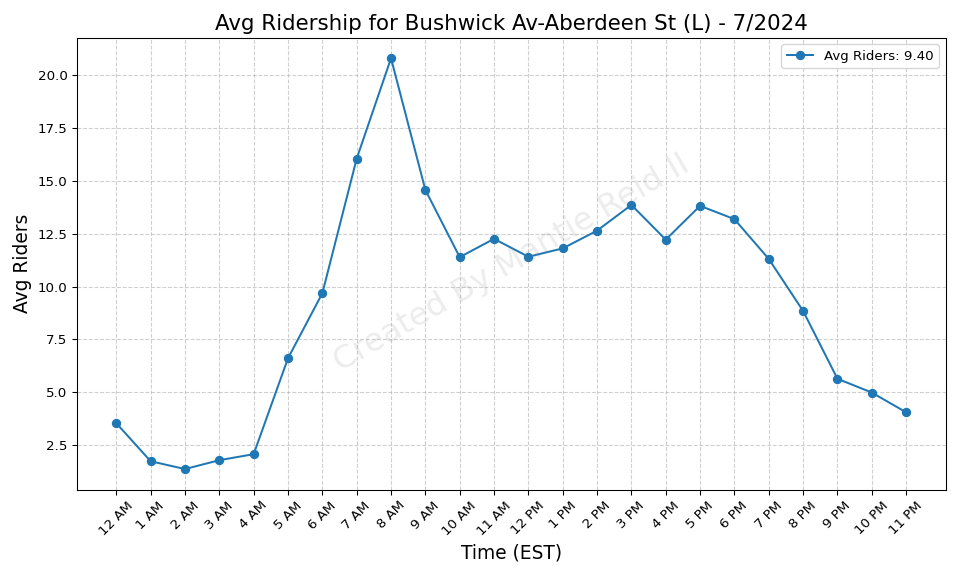 Avg Ridership for Bushwick Av-Aberdeen St (L) - 7/2024
Avg Riders: 9.40
20.0
17.5
15.0
12.5
10.0
7.5
5.0
2.5
Avg Riders
Created By Mantie Reid II
12 AM
1 AM
2 AM
3 AM
4 AM
5 AM
6 AM
7 AM
8 AM
9 AM
10 AM
11 AM
12 PM
1 PM
2 PM
3 PM
4 PM
5 PM
6 PM
7 PM
8 PM
9 PM
10 PM
11 PM
Time (EST)